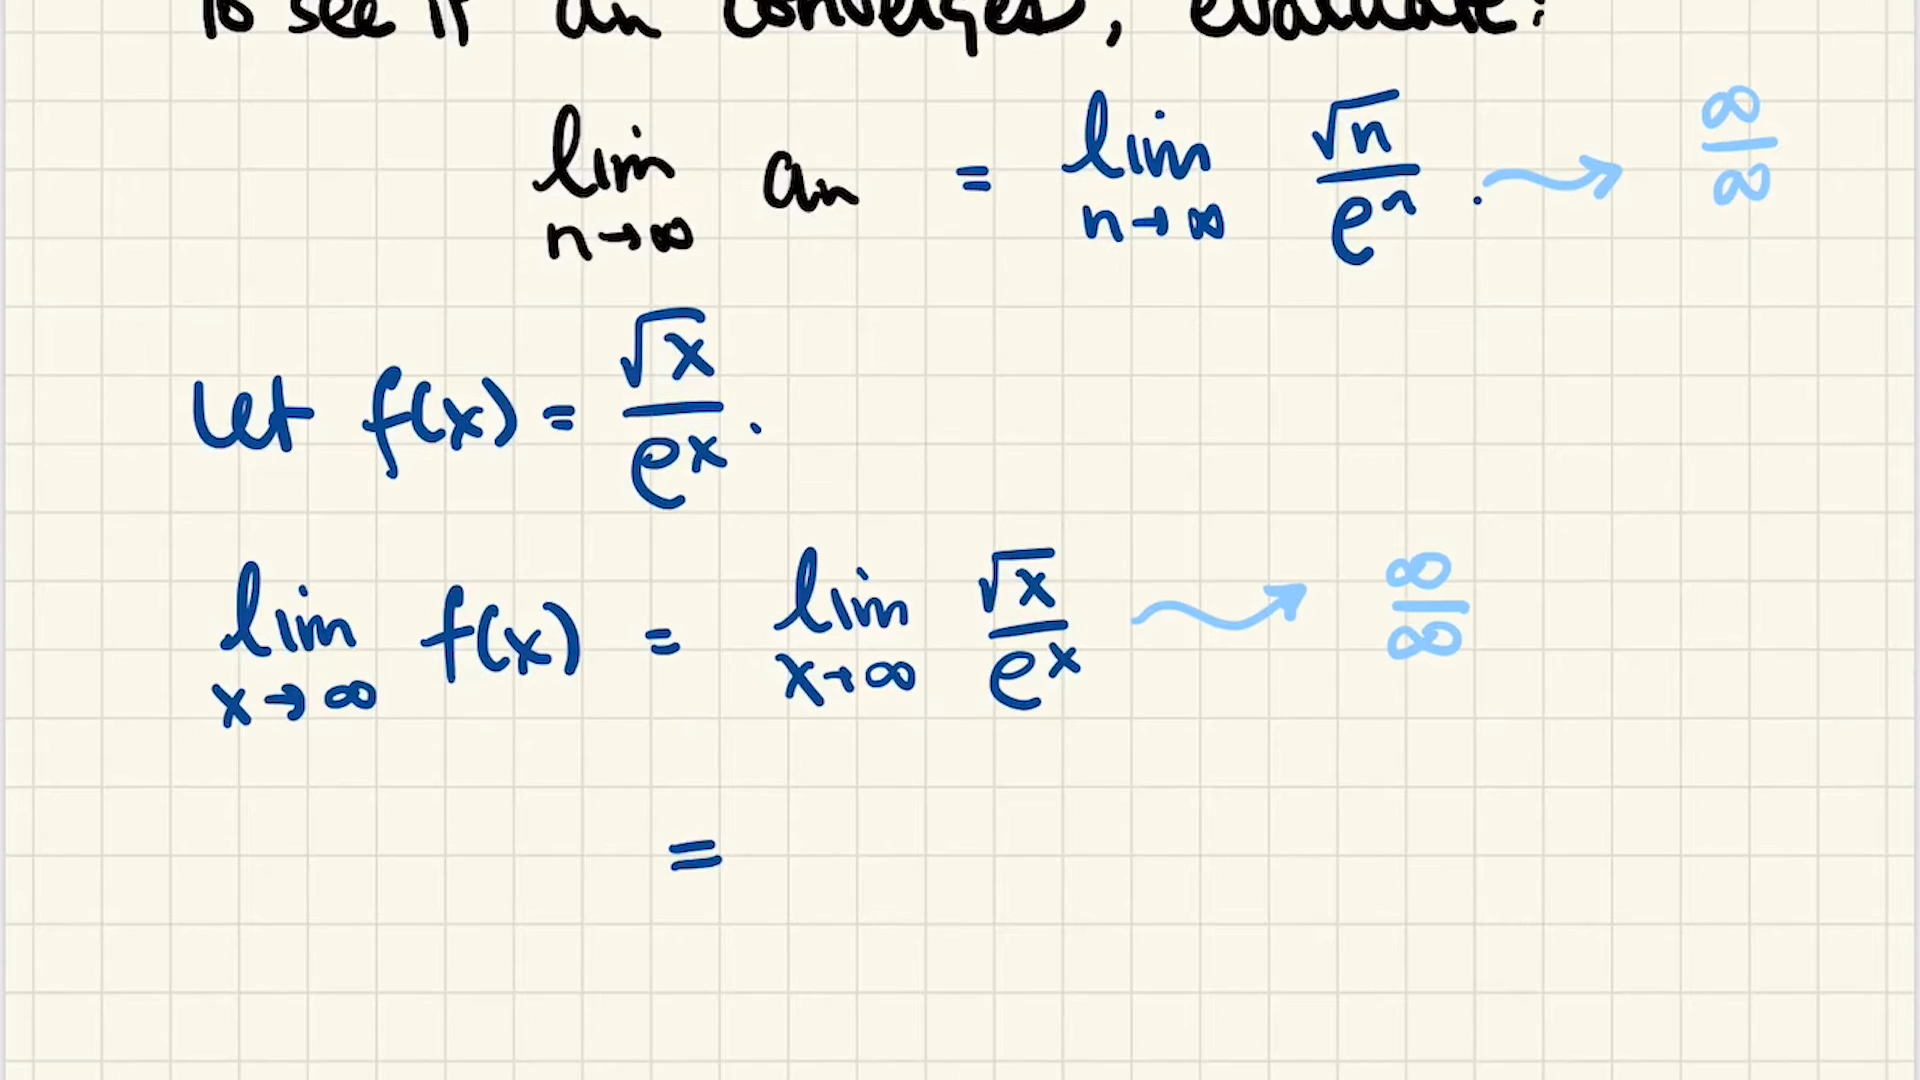 To see if an converges, evaluate:
lim n→∞ an = lim n→∞ √n / eⁿ . ∞/∞
Let f(x) = √x / eˣ .
lim x→∞ f(x) = lim x→∞ √x / eˣ ∞/∞
=